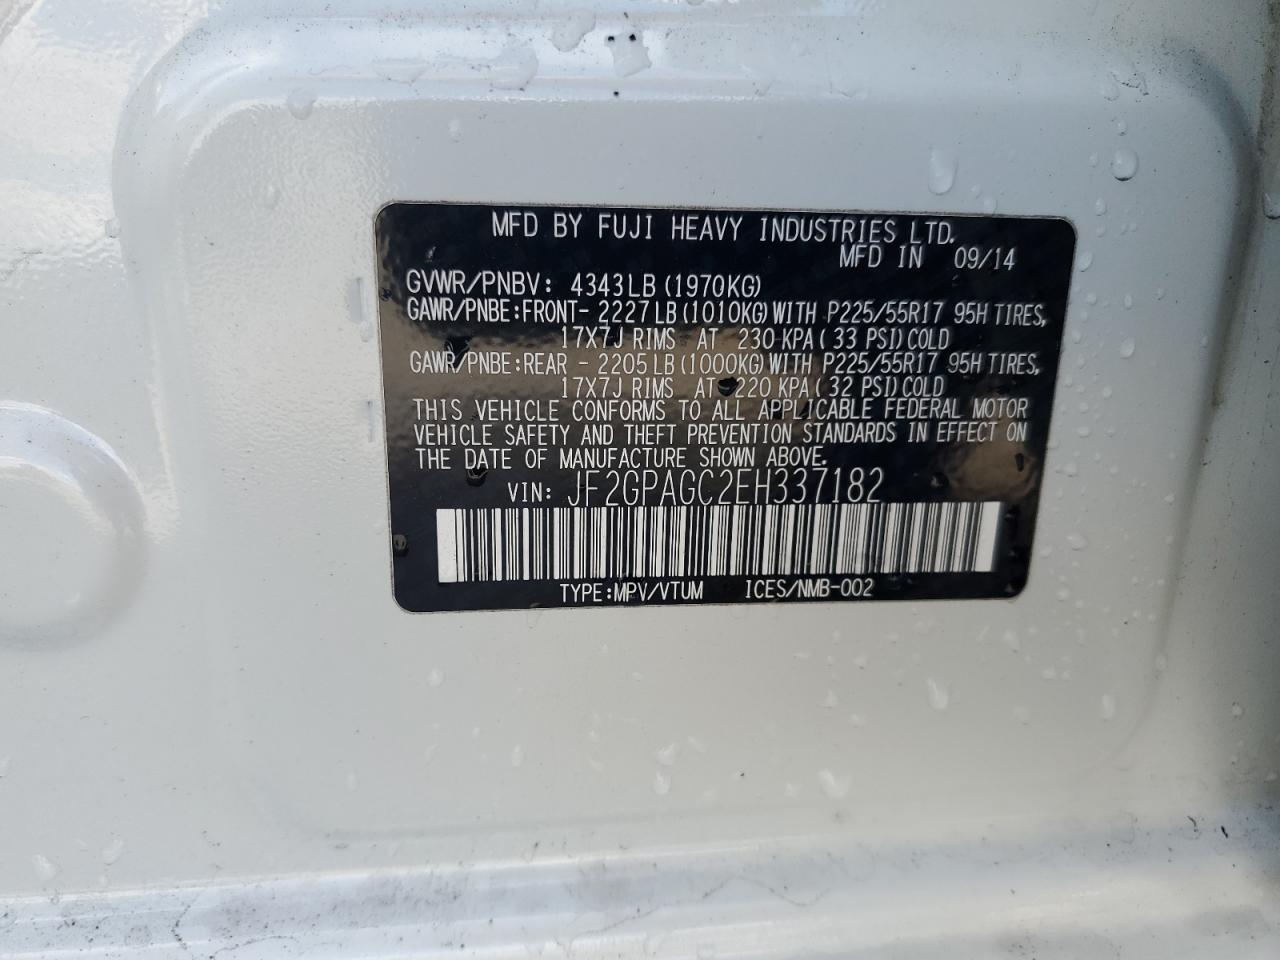 MFD BY FUJI HEAVY INDUSTRIES LTD.
MFD IN 09/14
GVWR/PNBV: 4343LB (1970KG)
GAWR/PNBE:FRONT- 2227LB (1010KG) WITH P225/55R17 95H TIRES,
17X7J RIMS AT 230 KPA ( 33 PSI) COLD
GAWR/PNBE:REAR - 2205LB (1000KG) WITH P225/55R17 95H TIRES,
17X7J RIMS AT 220 KPA ( 32 PSI) COLD
THIS VEHICLE CONFORMS TO ALL APPLICABLE FEDERAL MOTOR
VEHICLE SAFETY AND THEFT PREVENTION STANDARDS IN EFFECT ON
THE DATE OF MANUFACTURE SHOWN ABOVE.
VIN: JF2GPAGC2EH337182
TYPE:MPV/VTUM ICES/NMB-002